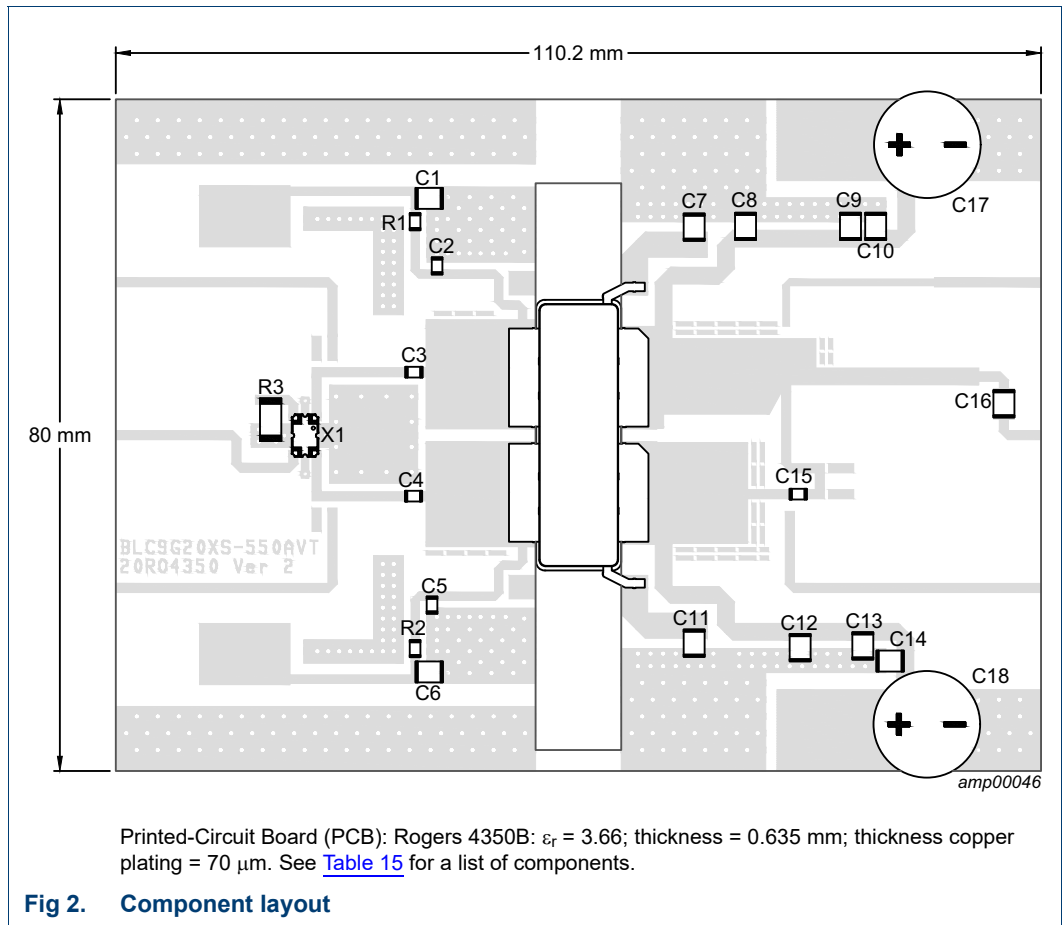 110.2 mm
80 mm
C1
R1
C2
C7
C8
C9
C10
C17
+ −
C3
R3
X1
C16
C4
C15
BLC9G20XS-550AVT
20RO4350 Ver 2
C5
R2
C6
C11
C12
C13
C14
C18
+ −
amp00046
Printed-Circuit Board (PCB): Rogers 4350B: εr = 3.66; thickness = 0.635 mm; thickness copper
plating = 70 μm. See Table 15 for a list of components.
Fig 2. Component layout